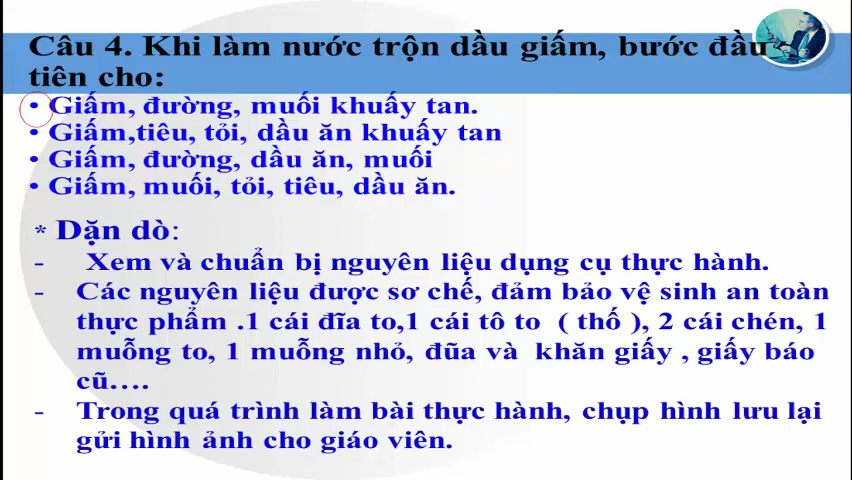 Câu 4. Khi làm nước trộn dầu giấm, bước đầu
tiên cho:
• Giấm, đường, muối khuấy tan.
• Giấm,tiêu, tỏi, dầu ăn khuấy tan
• Giấm, đường, dầu ăn, muối
• Giấm, muối, tỏi, tiêu, dầu ăn.
* Dặn dò:
- Xem và chuẩn bị nguyên liệu dụng cụ thực hành.
- Các nguyên liệu được sơ chế, đảm bảo vệ sinh an toàn
thực phẩm .1 cái đĩa to,1 cái tô to ( thố ), 2 cái chén, 1
muỗng to, 1 muỗng nhỏ, đũa và khăn giấy , giấy báo
cũ....
- Trong quá trình làm bài thực hành, chụp hình lưu lại
gửi hình ảnh cho giáo viên.